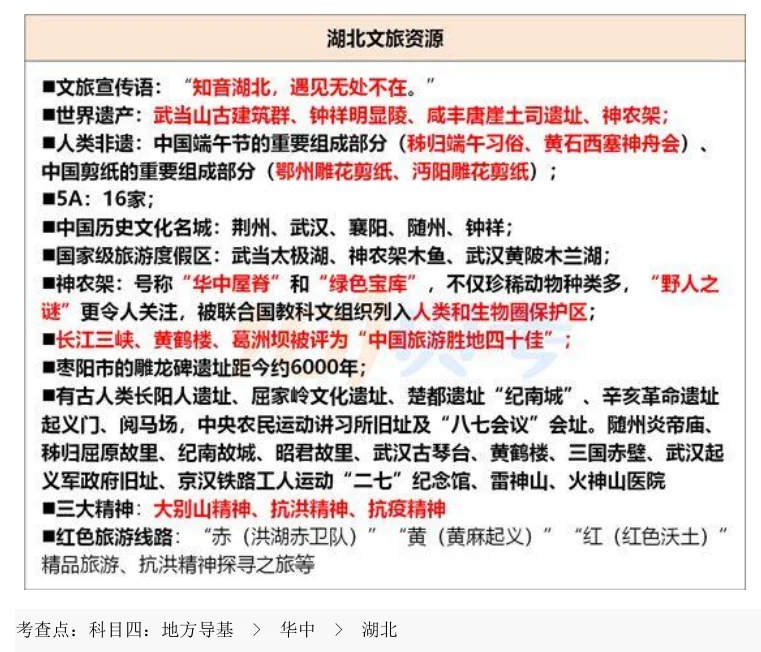 湖北文旅资源
■文旅宣传语：“知音湖北，遇见无处不在。”
■世界遗产：武当山古建筑群、钟祥明显陵、咸丰唐崖土司遗址、神农架；
■人类非遗：中国端午节的重要组成部分（秭归端午习俗、黄石西塞神舟会）、
中国剪纸的重要组成部分（鄂州雕花剪纸、沔阳雕花剪纸）；
■5A：16家；
■中国历史文化名城：荆州、武汉、襄阳、随州、钟祥；
■国家级旅游度假区：武当太极湖、神农架木鱼、武汉黄陂木兰湖；
■神农架：号称“华中屋脊”和“绿色宝库”，不仅珍稀动物种类多，“野人之
谜”更令人关注，被联合国教科文组织列入人类和生物圈保护区；
■长江三峡、黄鹤楼、葛洲坝被评为“中国旅游胜地四十佳”；
■枣阳市的雕龙碑遗址距今约6000年；
■有古人类长阳人遗址、屈家岭文化遗址、楚都遗址“纪南城”、辛亥革命遗址
起义门、阅马场，中央农民运动讲习所旧址及“八七会议”会址。随州炎帝庙、
秭归屈原故里、纪南故城、昭君故里、武汉古琴台、黄鹤楼、三国赤壁、武汉起
义军政府旧址、京汉铁路工人运动“二七”纪念馆、雷神山、火神山医院
■三大精神：大别山精神、抗洪精神、抗疫精神
■红色旅游线路：“赤（洪湖赤卫队）”“黄（黄麻起义）”“红（红色沃土）”
精品旅游、抗洪精神探寻之旅等
考查点：科目四：地方导基 > 华中 > 湖北